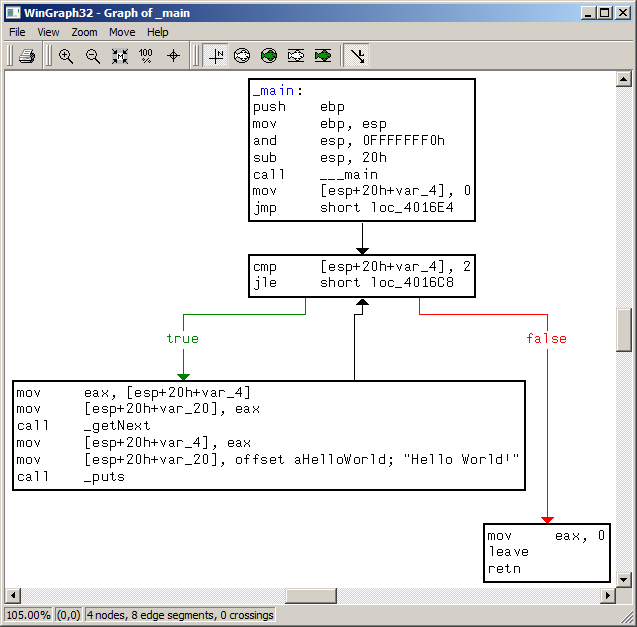 WinGraph32 - Graph of _main
File View Zoom Move Help
100 %
N
_main:
push ebp
mov ebp, esp
and esp, 0FFFFFFF0h
sub esp, 20h
call ___main
mov [esp+20h+var_4], 0
jmp short loc_4016E4
cmp [esp+20h+var_4], 2
jle short loc_4016C8
true
false
mov eax, [esp+20h+var_4]
mov [esp+20h+var_20], eax
call _getNext
mov [esp+20h+var_4], eax
mov [esp+20h+var_20], offset aHelloWorld; "Hello World!"
call _puts
mov eax, 0
leave
retn
105.00% (0,0) 4 nodes, 8 edge segments, 0 crossings